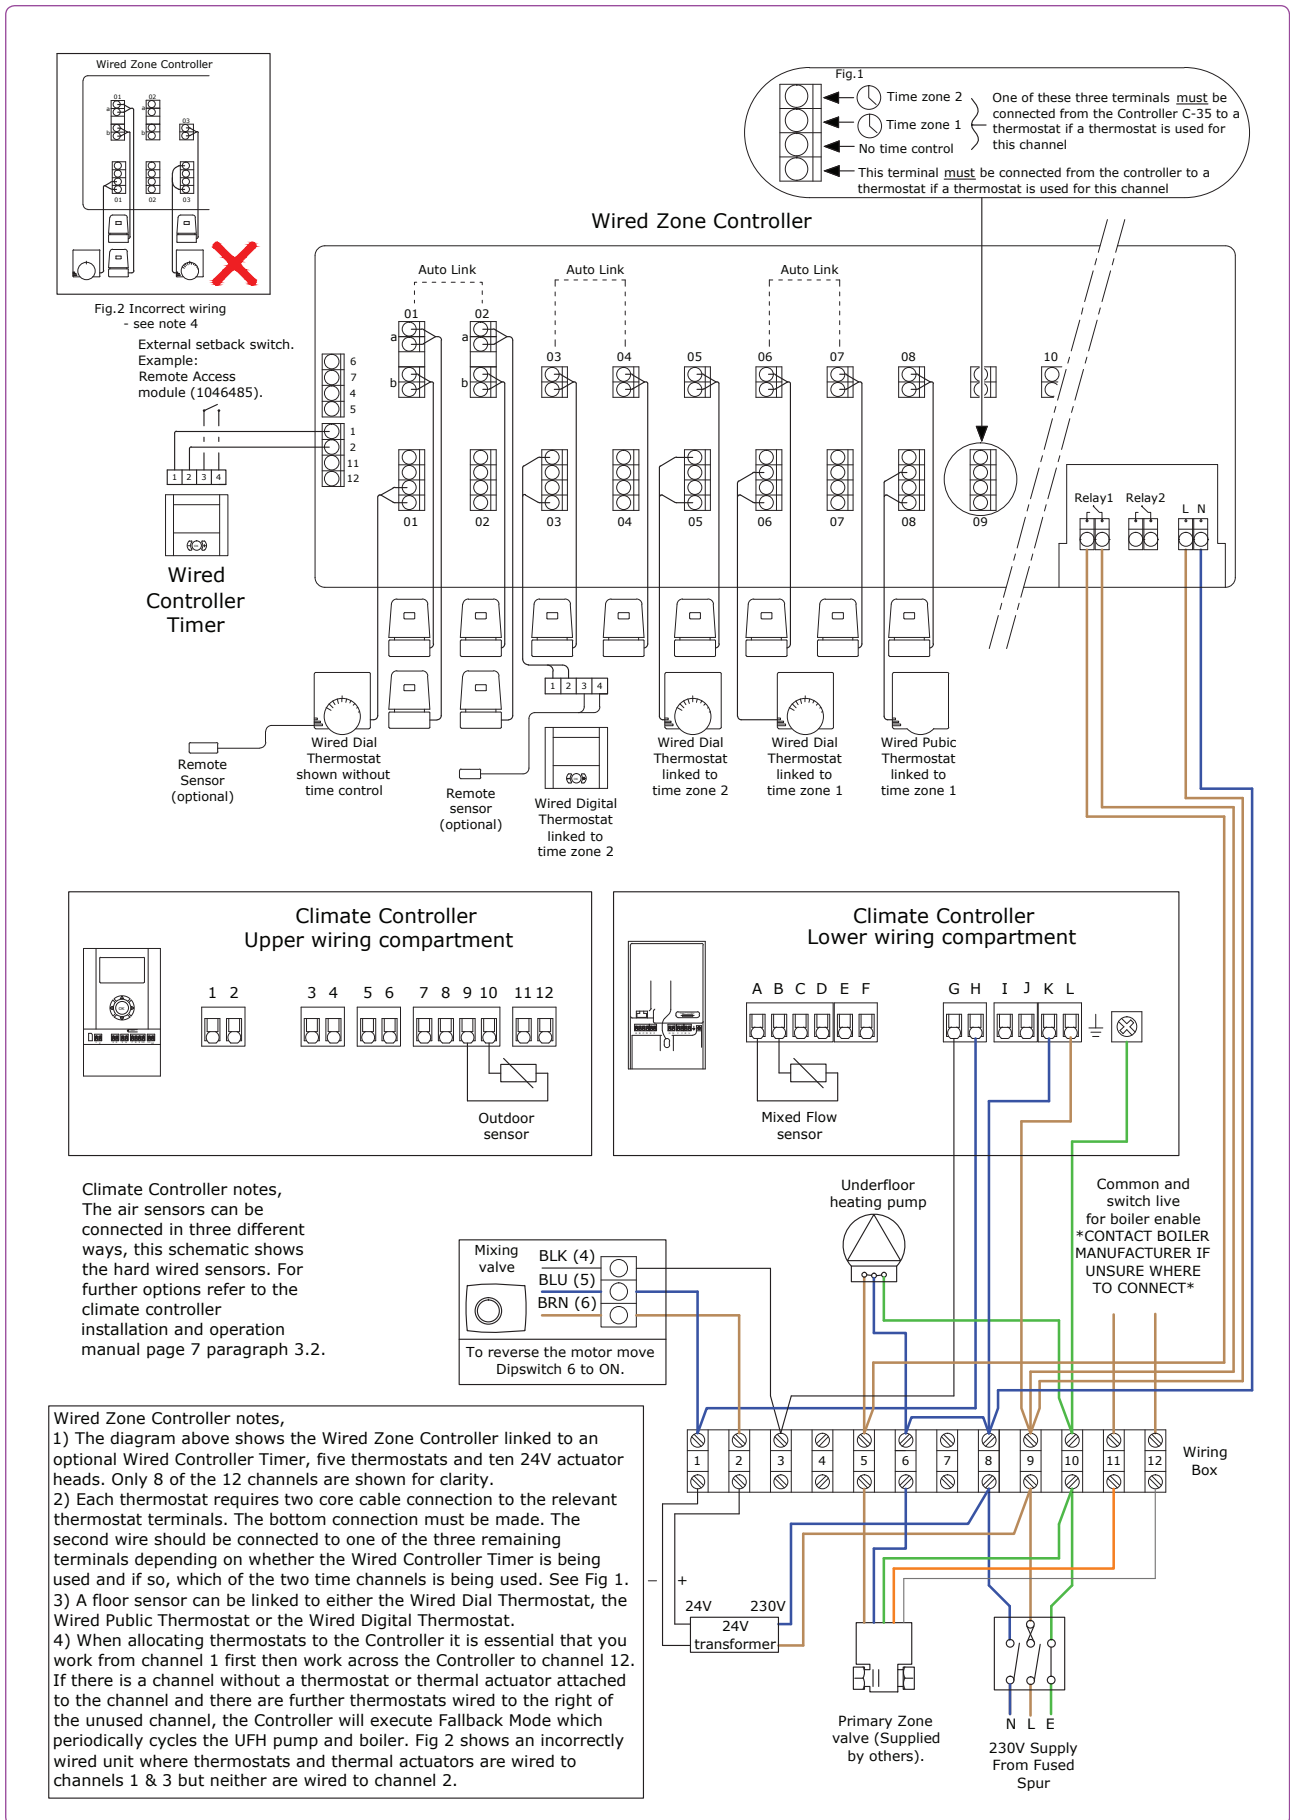 Wired Zone Controller
01
02
03
a
a
b
b
01
02
03
Fig.2 Incorrect wiring
- see note 4
Fig.1
Time zone 2
Time zone 1
No time control
One of these three terminals must be
connected from the Controller C-35 to a
thermostat if a thermostat is used for
this channel
This terminal must be connected from the controller to a
thermostat if a thermostat is used for this channel
Wired Zone Controller
External setback switch.
Example:
Remote Access
module (1046485).
Auto Link
Auto Link
Auto Link
01
02
a
a
b
b
03
04
05
06
07
08
10
6
7
4
5
1
2
11
12
01
02
03
04
05
06
07
08
09
Relay1
Relay2
L N
1 2 3 4
Wired
Controller
Timer
1 2 3 4
Remote
Sensor
(optional)
Wired Dial
Thermostat
shown without
time control
Remote
sensor
(optional)
Wired Digital
Thermostat
linked to
time zone 2
Wired Dial
Thermostat
linked to
time zone 2
Wired Dial
Thermostat
linked to
time zone 1
Wired Pubic
Thermostat
linked to
time zone 1
Climate Controller
Upper wiring compartment
1 2 3 4 5 6 7 8 9 10 11 12
Outdoor
sensor
Climate Controller
Lower wiring compartment
A B C D E F G H I J K L
Mixed Flow
sensor
Climate Controller notes,
The air sensors can be
connected in three different
ways, this schematic shows
the hard wired sensors. For
further options refer to the
climate controller
installation and operation
manual page 7 paragraph 3.2.
Mixing
valve
BLK (4)
BLU (5)
BRN (6)
To reverse the motor move
Dipswitch 6 to ON.
Underfloor
heating pump
Common and
switch live
for boiler enable
*CONTACT BOILER
MANUFACTURER IF
UNSURE WHERE
TO CONNECT*
1 2 3 4 5 6 7 8 9 10 11 12
Wiring
Box
Wired Zone Controller notes,
1) The diagram above shows the Wired Zone Controller linked to an
optional Wired Controller Timer, five thermostats and ten 24V actuator
heads. Only 8 of the 12 channels are shown for clarity.
2) Each thermostat requires two core cable connection to the relevant
thermostat terminals. The bottom connection must be made. The
second wire should be connected to one of the three remaining
terminals depending on whether the Wired Controller Timer is being
used and if so, which of the two time channels is being used. See Fig 1.
3) A floor sensor can be linked to either the Wired Dial Thermostat, the
Wired Public Thermostat or the Wired Digital Thermostat.
4) When allocating thermostats to the Controller it is essential that you
work from channel 1 first then work across the Controller to channel 12.
If there is a channel without a thermostat or thermal actuator attached
to the channel and there are further thermostats wired to the right of
the unused channel, the Controller will execute Fallback Mode which
periodically cycles the UFH pump and boiler. Fig 2 shows an incorrectly
wired unit where thermostats and thermal actuators are wired to
channels 1 & 3 but neither are wired to channel 2.
− +
24V
230V
24V
transformer
Primary Zone
valve (Supplied
by others).
N L E
230V Supply
From Fused
Spur